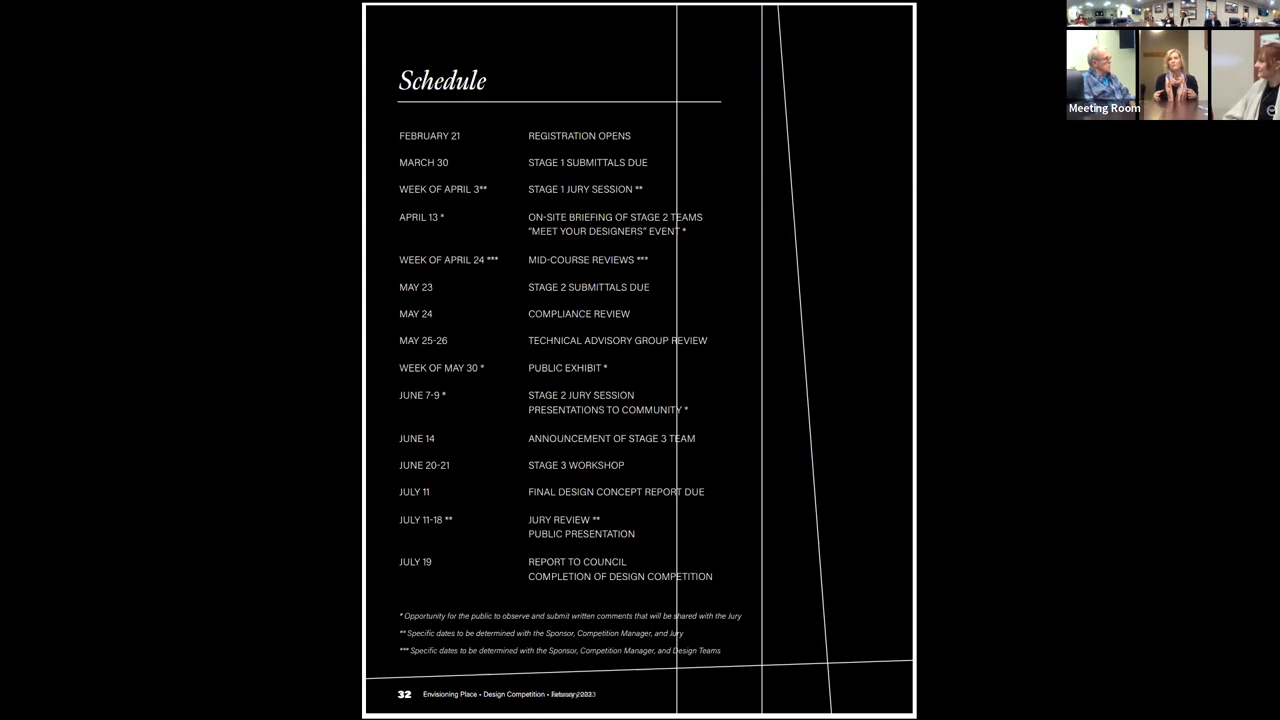 Schedule
FEBRUARY 21 REGISTRATION OPENS
MARCH 30 STAGE 1 SUBMITTALS DUE
WEEK OF APRIL 3** STAGE 1 JURY SESSION **
APRIL 13 * ON-SITE BRIEFING OF STAGE 2 TEAMS
“MEET YOUR DESIGNERS” EVENT *
WEEK OF APRIL 24 *** MID-COURSE REVIEWS ***
MAY 23 STAGE 2 SUBMITTALS DUE
MAY 24 COMPLIANCE REVIEW
MAY 25-26 TECHNICAL ADVISORY GROUP REVIEW
WEEK OF MAY 30 * PUBLIC EXHIBIT *
JUNE 7-9 * STAGE 2 JURY SESSION
PRESENTATIONS TO COMMUNITY *
JUNE 14 ANNOUNCEMENT OF STAGE 3 TEAM
JUNE 20-21 STAGE 3 WORKSHOP
JULY 11 FINAL DESIGN CONCEPT REPORT DUE
JULY 11-18 ** JURY REVIEW **
PUBLIC PRESENTATION
JULY 19 REPORT TO COUNCIL
COMPLETION OF DESIGN COMPETITION
* Opportunity for the public to observe and submit written comments that will be shared with the Jury
** Specific dates to be determined with the Sponsor, Competition Manager, and Jury
*** Specific dates to be determined with the Sponsor, Competition Manager, and Design Teams
32 Envisioning Place • Design Competition •
Meeting Room